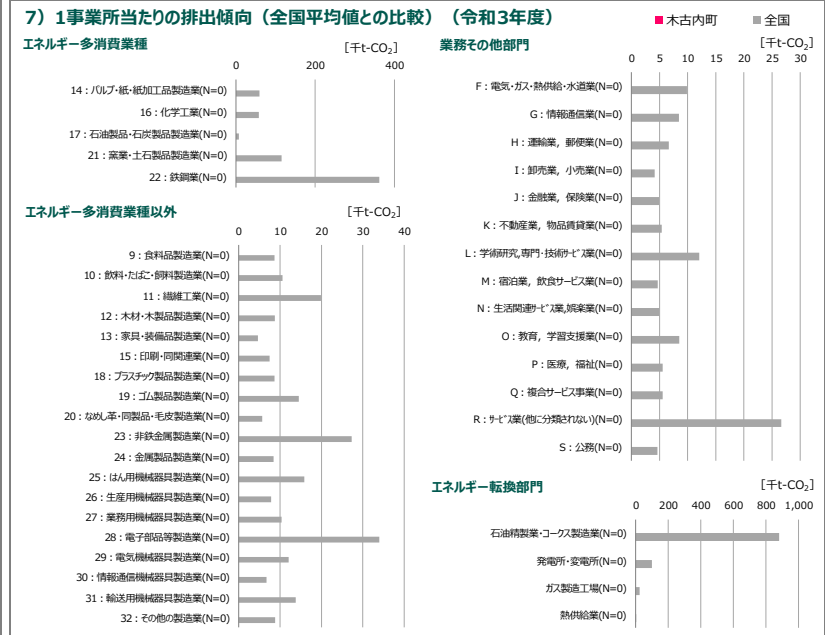 7）1事業所当たりの排出傾向（全国平均値との比較）（令和3年度）
■木古内町 ■全国
エネルギー多消費業種
[千t-CO₂]
0 200 400
14：パルプ・紙・紙加工品製造業(N=0)
16：化学工業(N=0)
17：石油製品・石炭製品製造業(N=0)
21：窯業・土石製品製造業(N=0)
22：鉄鋼業(N=0)
エネルギー多消費業種以外
[千t-CO₂]
0 10 20 30 40
9：食料品製造業(N=0)
10：飲料・たばこ・飼料製造業(N=0)
11：繊維工業(N=0)
12：木材・木製品製造業(N=0)
13：家具・装備品製造業(N=0)
15：印刷・同関連業(N=0)
18：プラスチック製品製造業(N=0)
19：ゴム製品製造業(N=0)
20：なめし革・同製品・毛皮製造業(N=0)
23：非鉄金属製造業(N=0)
24：金属製品製造業(N=0)
25：はん用機械器具製造業(N=0)
26：生産用機械器具製造業(N=0)
27：業務用機械器具製造業(N=0)
28：電子部品等製造業(N=0)
29：電気機械器具製造業(N=0)
30：情報通信機械器具製造業(N=0)
31：輸送用機械器具製造業(N=0)
32：その他の製造業(N=0)
業務その他部門
[千t-CO₂]
0 5 10 15 20 25 30
F：電気・ガス・熱供給・水道業(N=0)
G：情報通信業(N=0)
H：運輸業，郵便業(N=0)
I：卸売業，小売業(N=0)
J：金融業，保険業(N=0)
K：不動産業，物品賃貸業(N=0)
L：学術研究,専門・技術ｻｰﾋﾞｽ業(N=0)
M：宿泊業，飲食サービス業(N=0)
N：生活関連ｻｰﾋﾞｽ業,娯楽業(N=0)
O：教育，学習支援業(N=0)
P：医療，福祉(N=0)
Q：複合サービス事業(N=0)
R：ｻｰﾋﾞｽ業(他に分類されない)(N=0)
S：公務(N=0)
エネルギー転換部門
[千t-CO₂]
0 200 400 600 800 1,000
石油精製業・コークス製造業(N=0)
発電所・変電所(N=0)
ガス製造工場(N=0)
熱供給業(N=0)